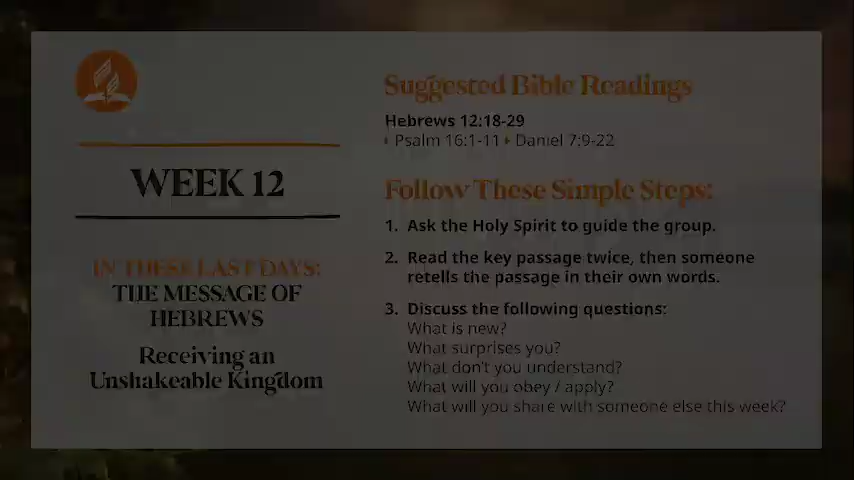 WEEK 12
IN THESE LAST DAYS:
THE MESSAGE OF
HEBREWS
Receiving an
Unshakeable Kingdom
Suggested Bible Readings
Hebrews 12:18-29
Psalm 16:1-11 Daniel 7:9-22
Follow These Simple Steps:
1. Ask the Holy Spirit to guide the group.
2. Read the key passage twice, then someone
retells the passage in their own words.
3. Discuss the following questions:
What is new?
What surprises you?
What don't you understand?
What will you obey / apply?
What will you share with someone else this week?